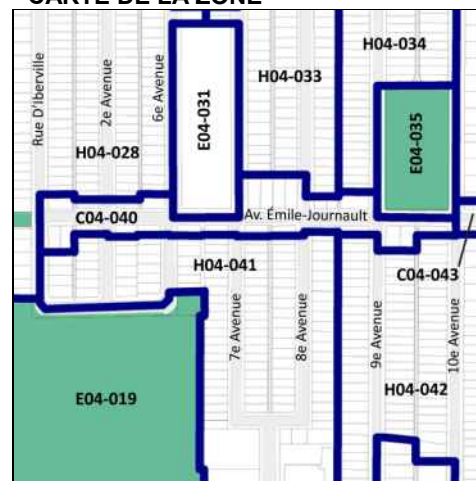 CARTE DE LA ZONE
H04-034
H04-033
Rue D'iberville
2e Avenue
6e Avenue
E04-031
E04-035
H04-028
C04-040
Av. Émile-Journault
H04-041
C04-043
7e Avenue
8e Avenue
9e Avenue
10e Avenue
H04-042
E04-019